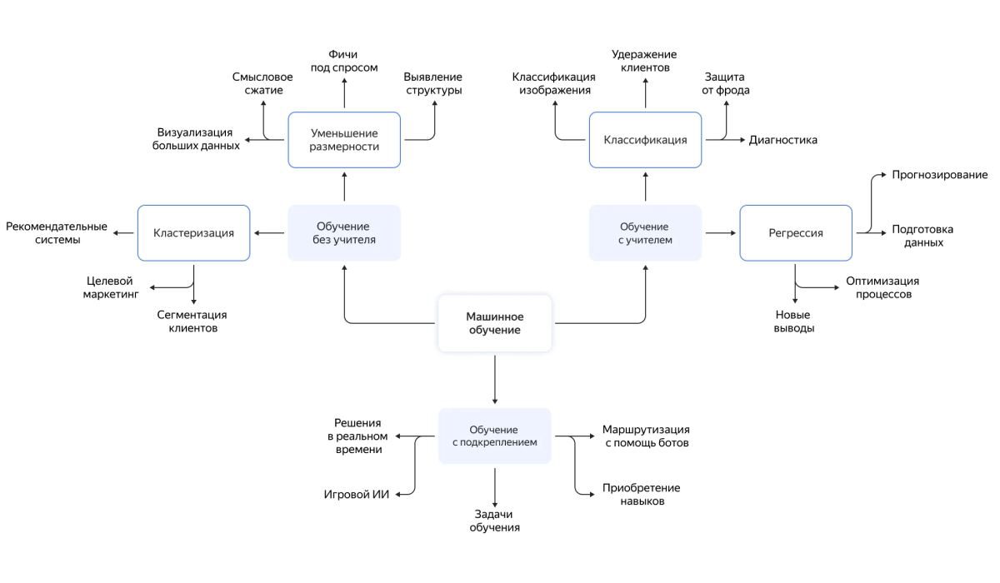 Фичи
под спросом
Смысловое
сжатие
Выявление
структуры
Визуализация
больших данных
Уменьшение
размерности
Удеражение
клиентов
Классификация
изображения
Защита
от фрода
Классификация
Диагностика
Прогнозирование
Рекомендательные
системы
Кластеризация
Обучение
без учителя
Обучение
с учителем
Регрессия
Подготовка
данных
Целевой
маркетинг
Сегментация
клиентов
Оптимизация
процессов
Новые
выводы
Машинное
обучение
Решения
в реальном
времени
Обучение
с подкреплением
Маршрутизация
с помощь ботов
Игровой ИИ
Приобретение
навыков
Задачи
обучения